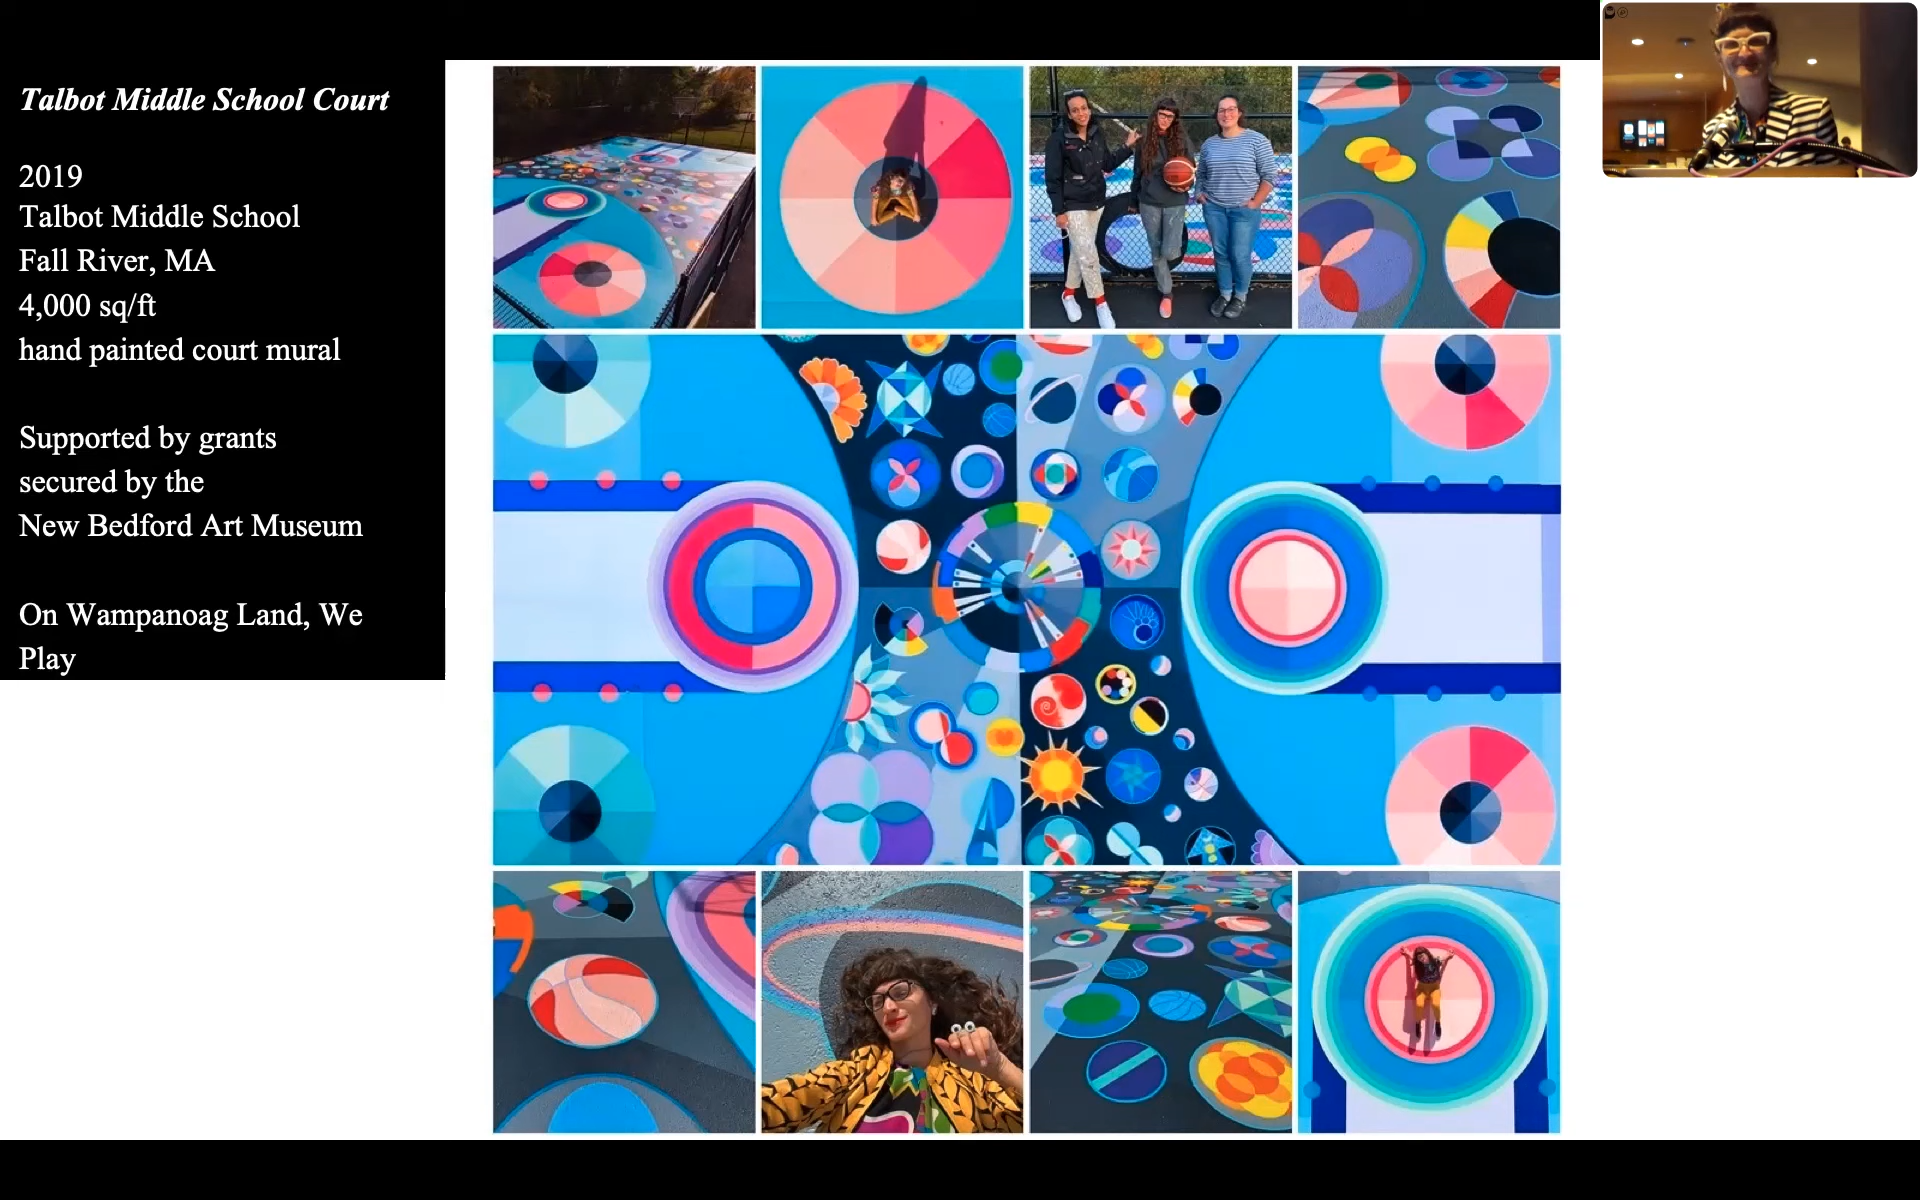 Talbot Middle School Court
2019
Talbot Middle School
Fall River, MA
4,000 sq/ft
hand painted court mural
Supported by grants
secured by the
New Bedford Art Museum
On Wampanoag Land, We
Play